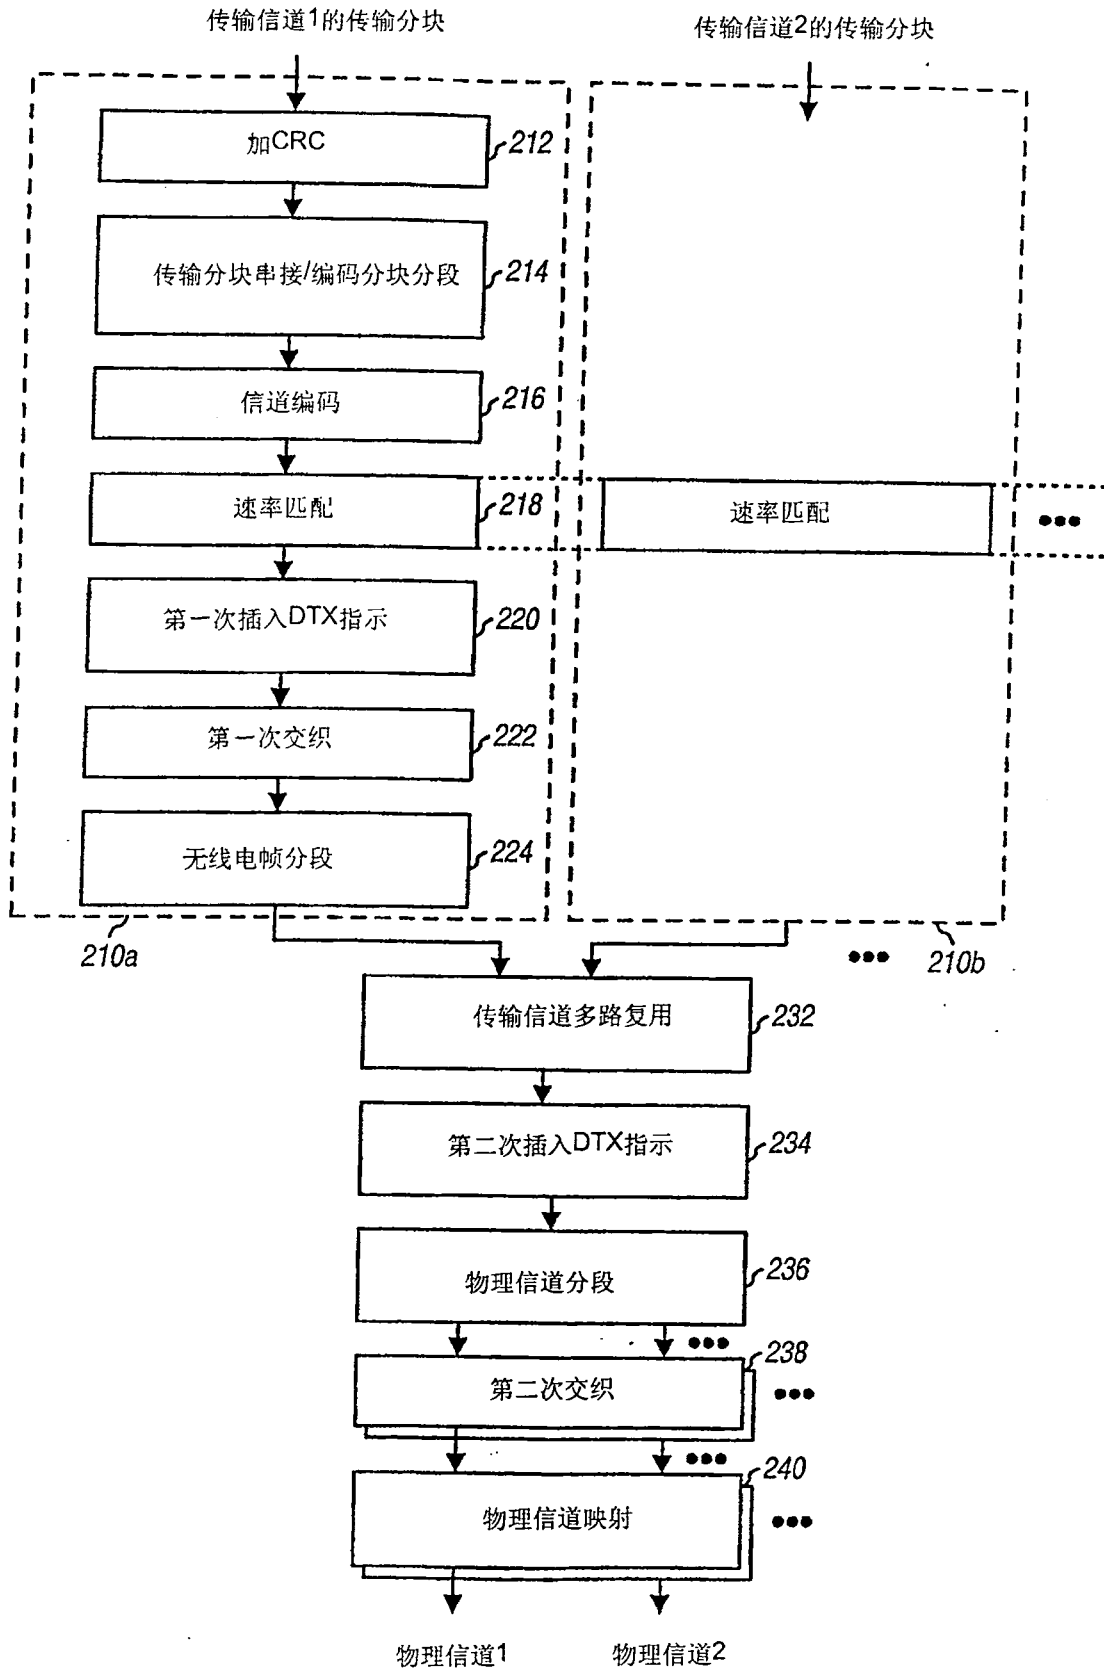 传输信道1的传输分块
传输信道2的传输分块
加CRC
212
传输分块串接/编码分块分段
214
信道编码
216
速率匹配
218
速率匹配
第一次插入DTX指示
220
第一次交织
222
无线电帧分段
224
210a
210b
传输信道多路复用
232
第二次插入DTX指示
234
物理信道分段
236
238
第二次交织
240
物理信道映射
物理信道1
物理信道2